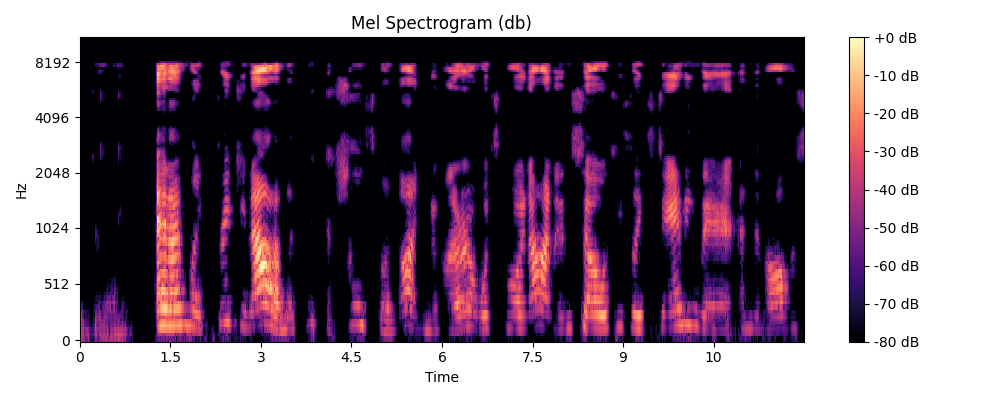 Mel Spectrogram (db)
Hz
8192
4096
2048
1024
512
0
0 1.5 3 4.5 6 7.5 9 10
Time
+0 dB
-10 dB
-20 dB
-30 dB
-40 dB
-50 dB
-60 dB
-70 dB
-80 dB